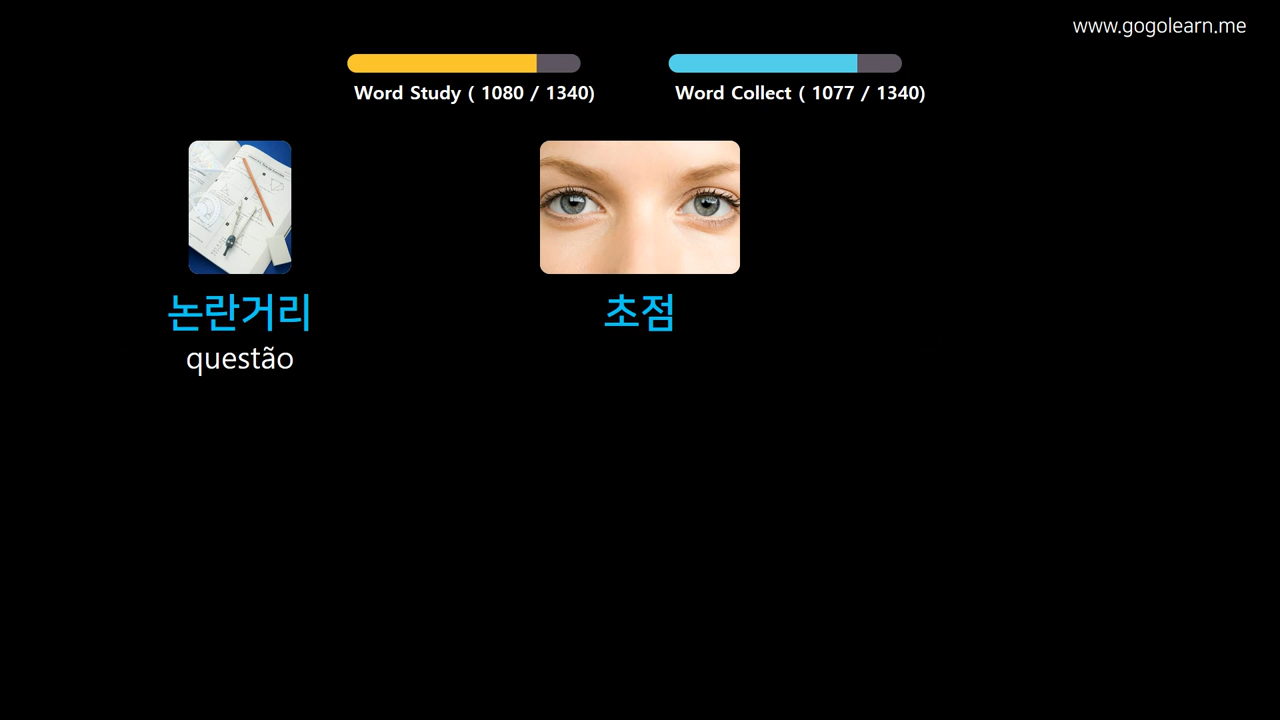 www.gogolearn.me
Word Study ( 1080 / 1340)
Word Collect ( 1077 / 1340)
논란거리
questão
초점